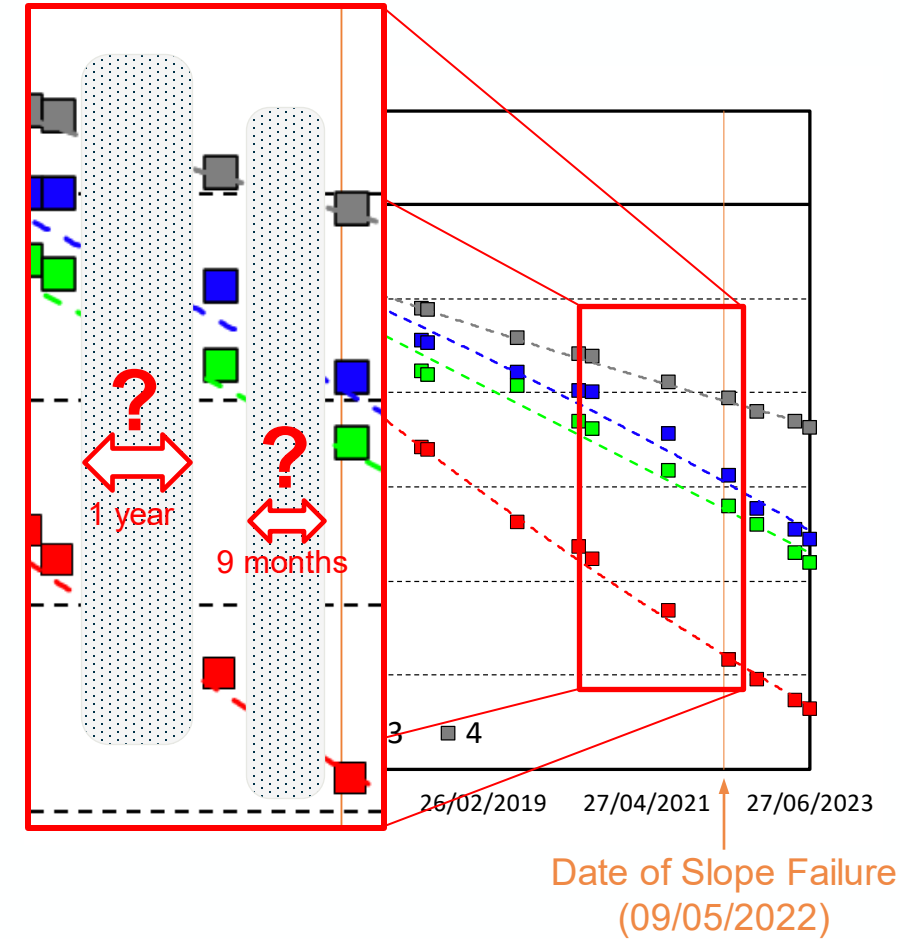 ?
1 year
?
9 months
3
4
26/02/2019
27/04/2021
27/06/2023
Date of Slope Failure
(09/05/2022)